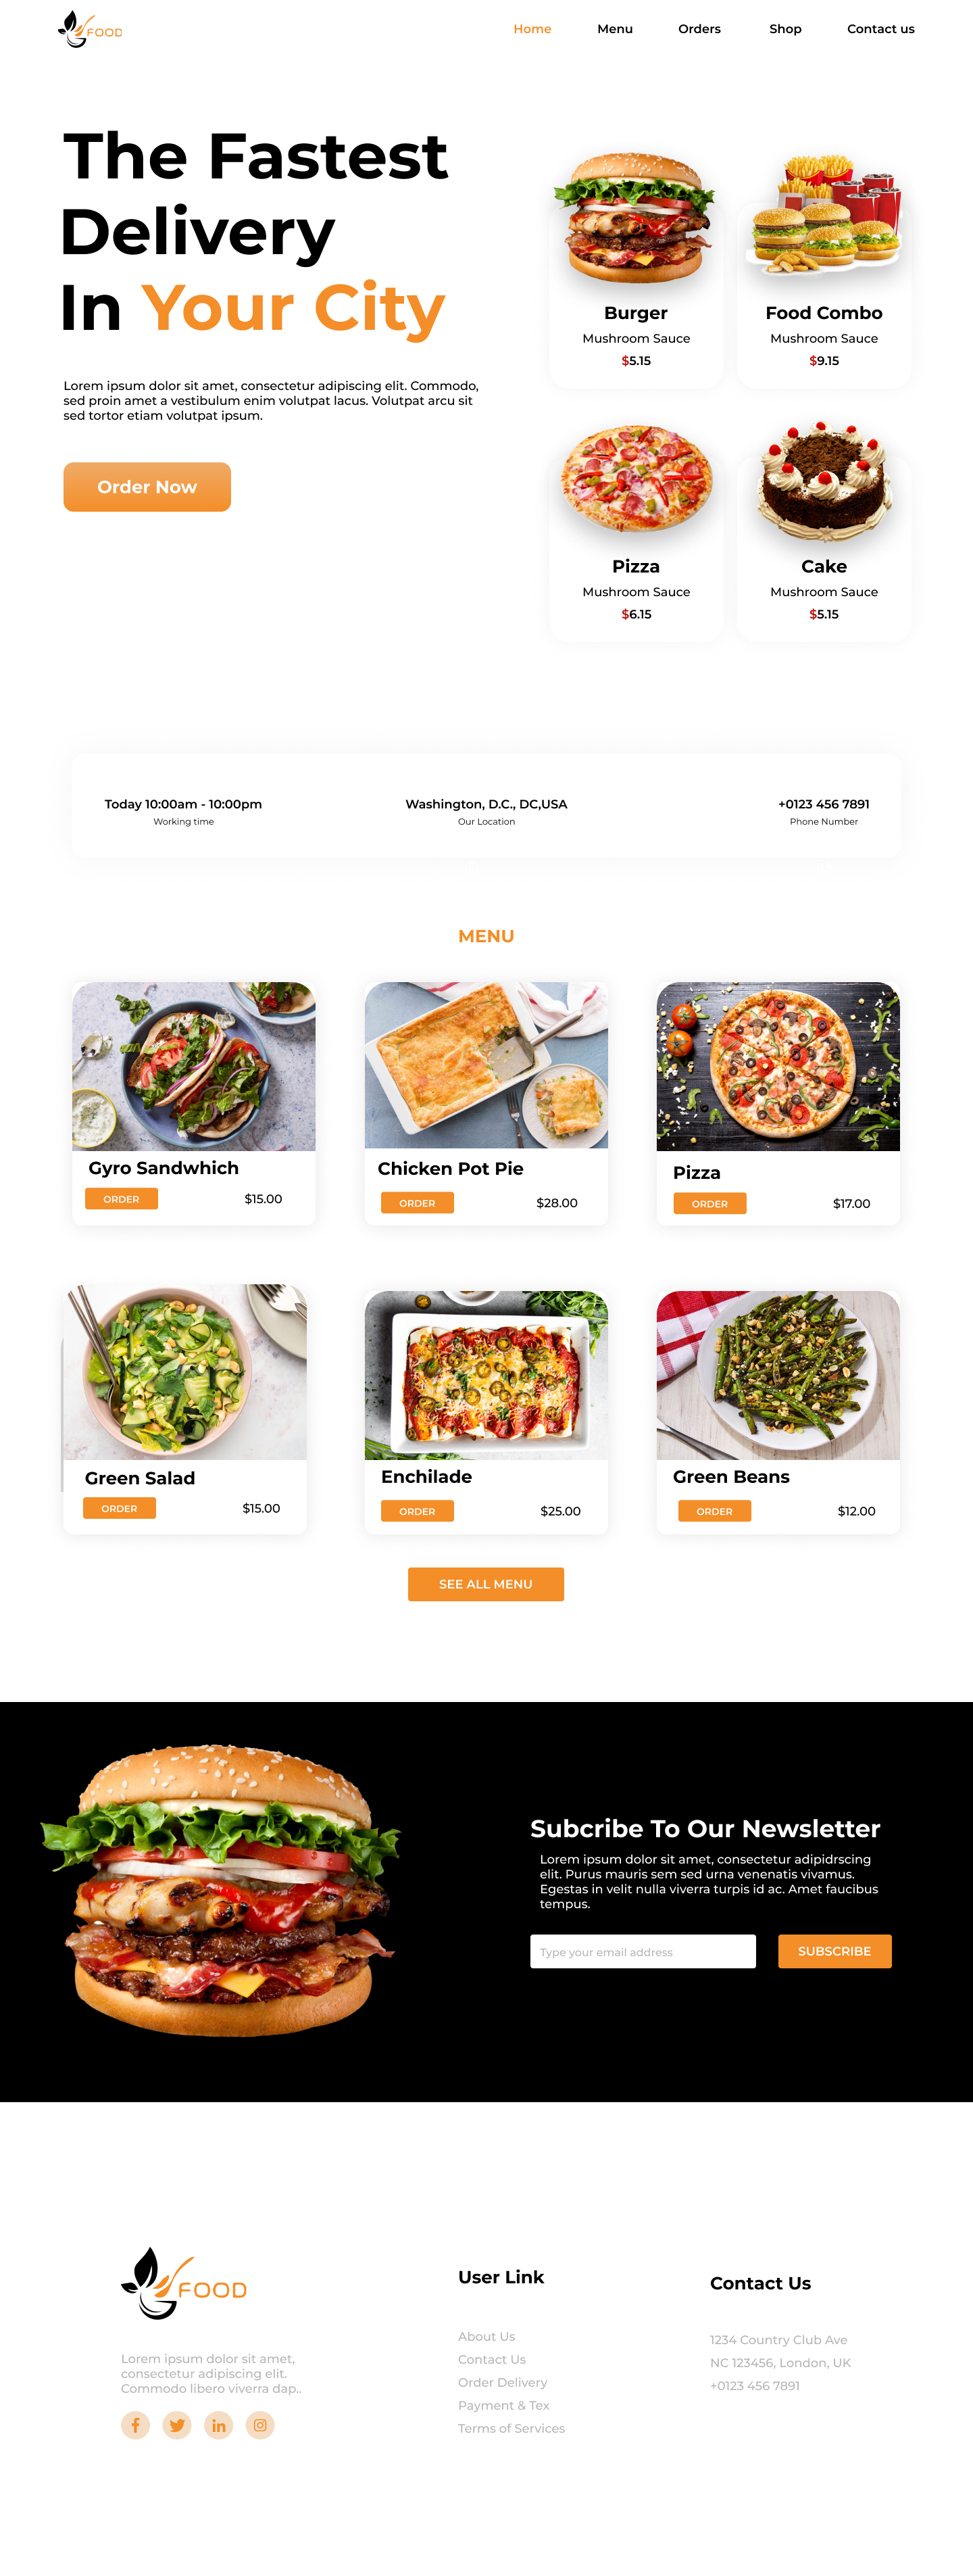 FOOD
Home
Menu
Orders
Shop
Contact us
The Fastest
Delivery
In Your City
Lorem ipsum dolor sit amet, consectetur adipiscing elit. Commodo,
sed proin amet a vestibulum enim volutpat lacus. Volutpat arcu sit
sed tortor etiam volutpat ipsum.
Order Now
Burger
Mushroom Sauce
$5.15
Food Combo
Mushroom Sauce
$9.15
Pizza
Mushroom Sauce
$6.15
Cake
Mushroom Sauce
$5.15
Today 10:00am - 10:00pm
Working time
Washington, D.C., DC,USA
Our Location
+0123 456 7891
Phone Number
MENU
Gyro Sandwhich
ORDER
$15.00
Chicken Pot Pie
ORDER
$28.00
Pizza
ORDER
$17.00
Green Salad
ORDER
$15.00
Enchilade
ORDER
$25.00
Green Beans
ORDER
$12.00
SEE ALL MENU
Subcribe To Our Newsletter
Lorem ipsum dolor sit amet, consectetur adipidrscing
elit. Purus mauris sem sed urna venenatis vivamus.
Egestas in velit nulla viverra turpis id ac. Amet faucibus
tempus.
Type your email address
SUBSCRIBE
FOOD
Lorem ipsum dolor sit amet,
consectetur adipiscing elit.
Commodo libero viverra dap..
User Link
About Us
Contact Us
Order Delivery
Payment & Tex
Terms of Services
Contact Us
1234 Country Club Ave
NC 123456, London, UK
+0123 456 7891